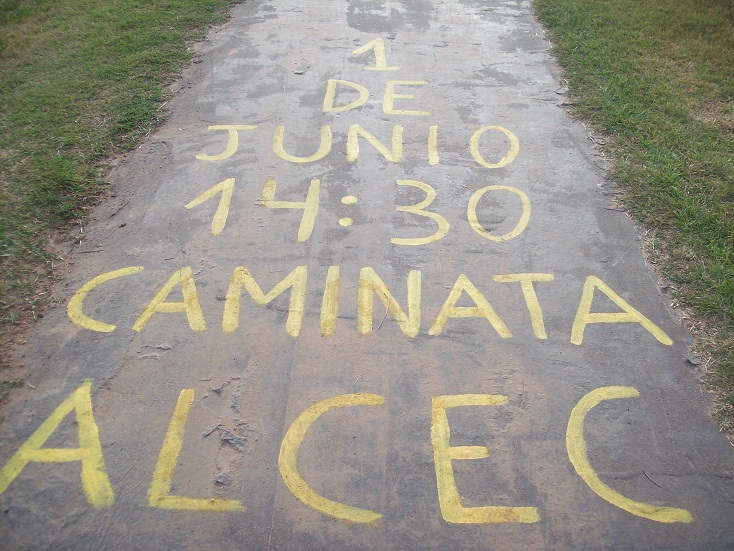 1
DE
JUNIO
14:30
CAMINATA
ALCEC